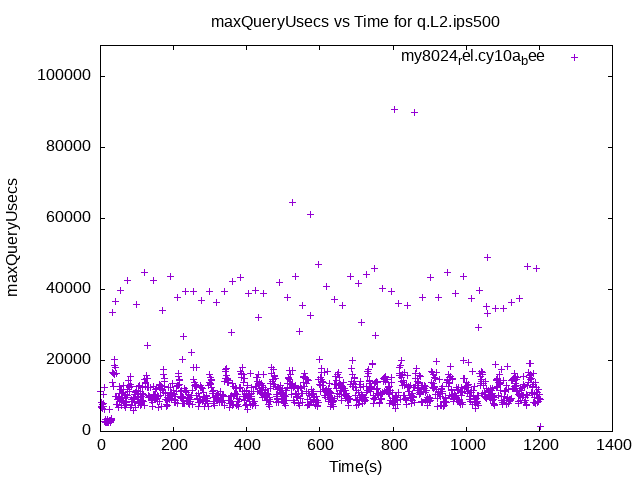 maxQueryUsecs vs Time for q.L2.ips500
my8024rel.cy10abee
100000
80000
60000
40000
20000
0
maxQueryUsecs
0 200 400 600 800 1000 1200 1400
Time(s)